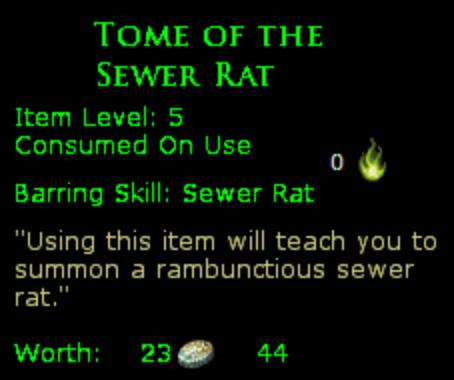 Tome of the
Sewer Rat
Item Level: 5
Consumed On Use
0
Barring Skill: Sewer Rat
"Using this item will teach you to
summon a rambunctious sewer
rat."
Worth: 23 44